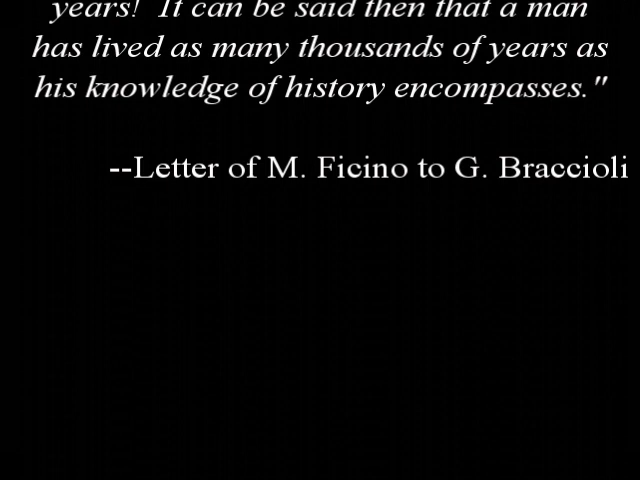 years!  It can be said then that a man
has lived as many thousands of years as
his knowledge of history encompasses."
--Letter of M. Ficino to G. Braccioli